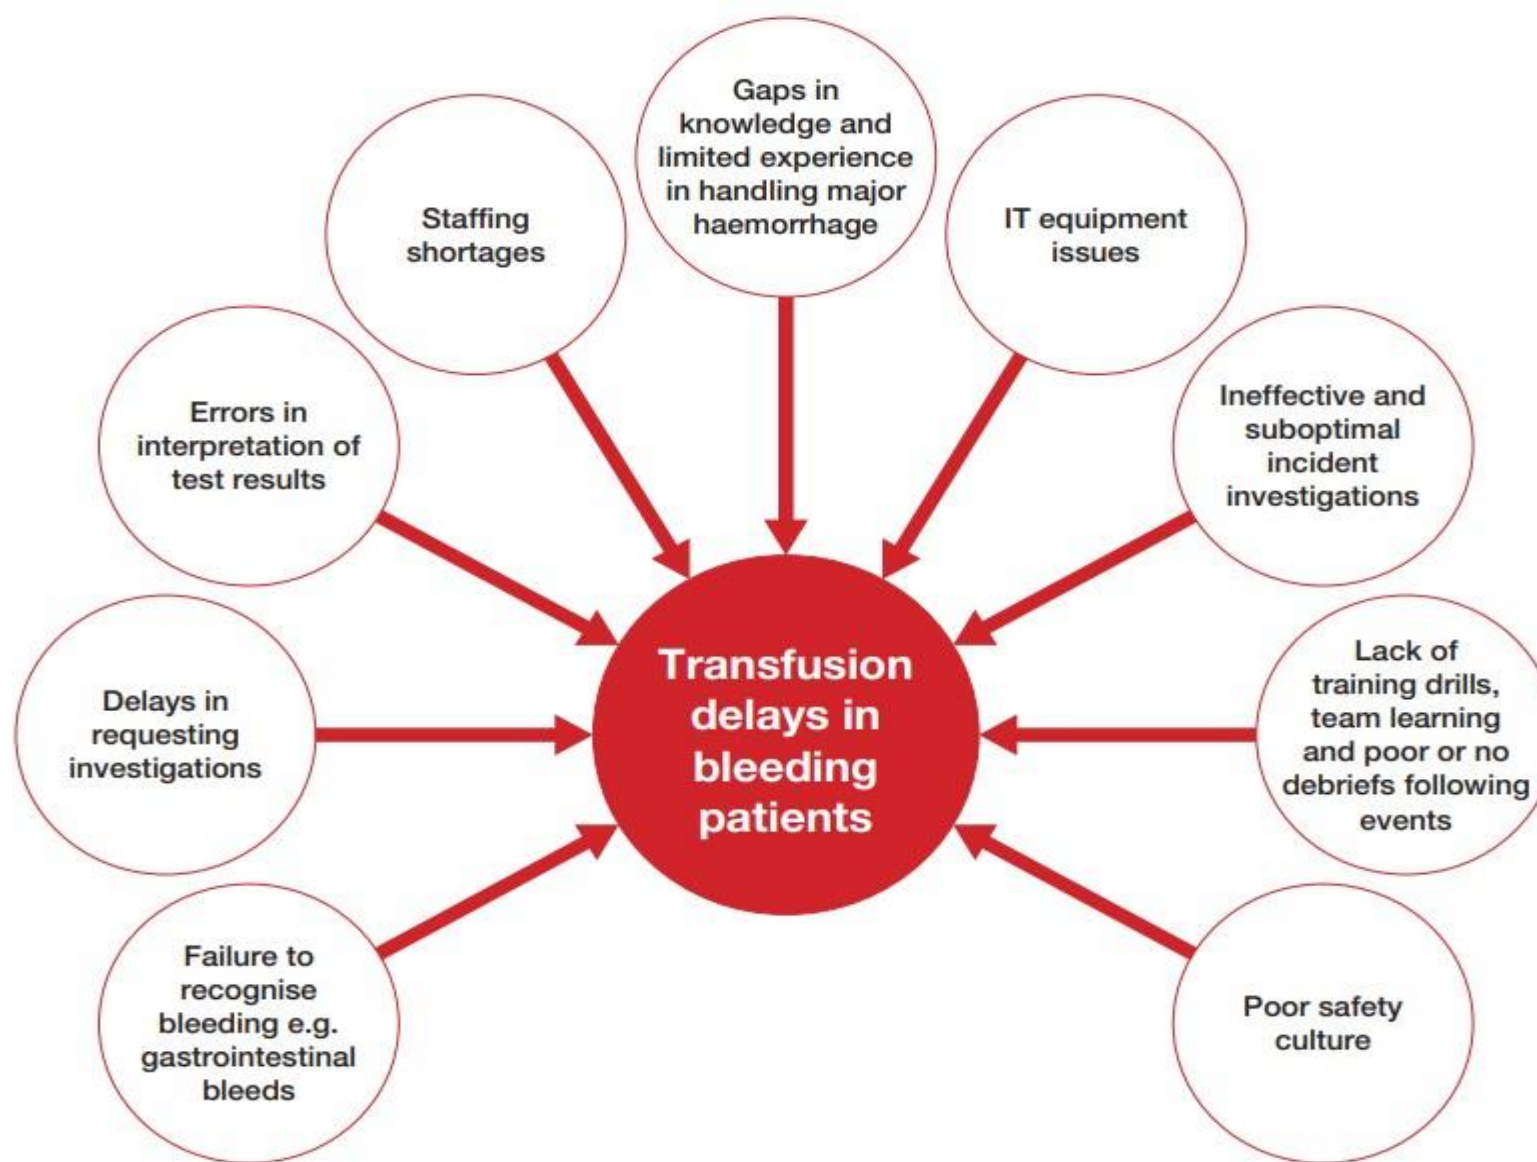 Gaps in
knowledge and
limited experience
in handling major
haemorrhage
Staffing
shortages
IT equipment
issues
Errors in
interpretation of
test results
Ineffective and
suboptimal
incident
investigations
Delays in
requesting
investigations
Transfusion
delays in
bleeding
patients
Lack of
training drills,
team learning
and poor or no
debriefs following
events
Failure to
recognise
bleeding e.g.
gastrointestinal
bleeds
Poor safety
culture